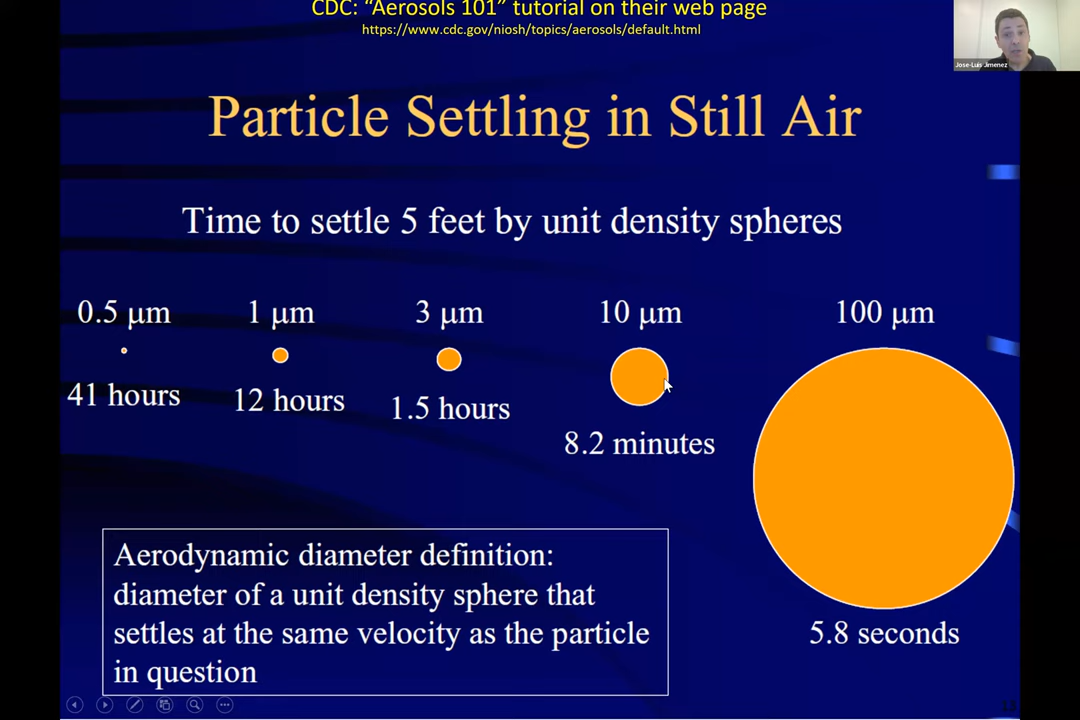 CDC: “Aerosols 101” tutorial on their web page
https://www.cdc.gov/niosh/topics/aerosols/default.html
Jose-Luis Jimenez
Particle Settling in Still Air
Time to settle 5 feet by unit density spheres
0.5 μm 1 μm 3 μm 10 μm 100 μm
41 hours 12 hours 1.5 hours 8.2 minutes 5.8 seconds
Aerodynamic diameter definition:
diameter of a unit density sphere that
settles at the same velocity as the particle
in question